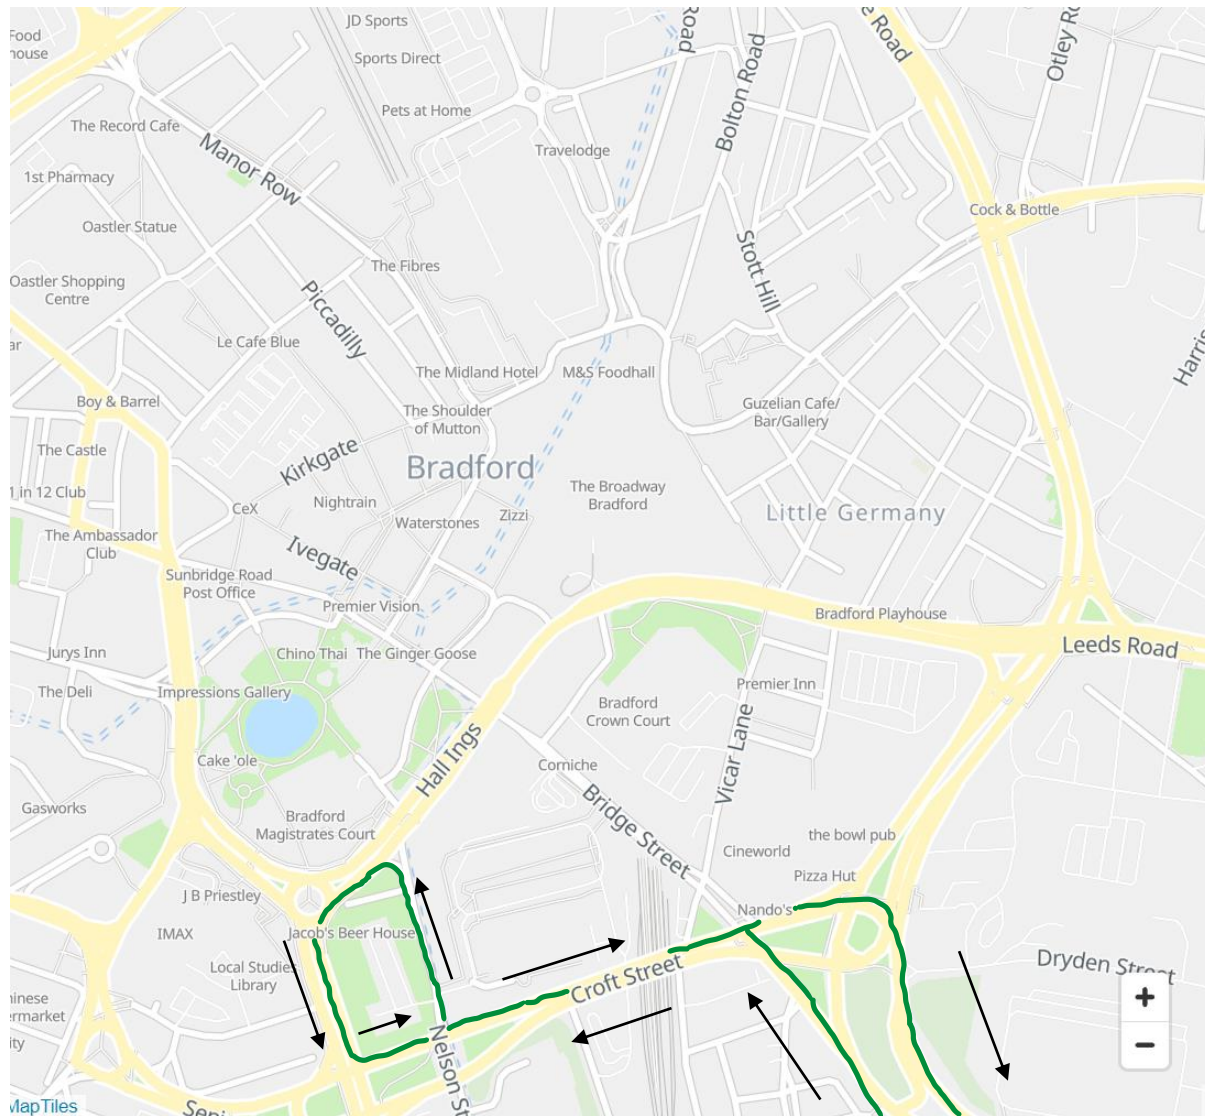 JD Sports
Food
house
Sports Direct
Road
e Road
Otley Ro
Bolton Road
Pets at Home
The Record Cafe
Manor Row
Travelodge
1st Pharmacy
Cock & Bottle
Oastler Statue
Stott Hill
The Fibres
Oastler Shopping
Centre
Piccadilly
Harris
ar
Le Cafe Blue
The Midland Hotel
M&S Foodhall
Boy & Barrel
The Shoulder
of Mutton
Guzelian Cafe/
Bar/Gallery
The Castle
Kirkgate
Bradford
1 in 12 Club
CeX
Nightrain
Waterstones
Zizzi
The Broadway
Bradford
Little Germany
The Ambassador
Club
Ivegate
Sunbridge Road
Post Office
Premier Vision
Bradford Playhouse
Leeds Road
Jurys Inn
Chino Thai
The Ginger Goose
The Deli
Impressions Gallery
Premier Inn
Bradford
Crown Court
Hall Ings
Vicar Lane
Cake 'ole
Corniche
Gasworks
Bradford
Magistrates Court
Bridge Street
the bowl pub
Cineworld
Pizza Hut
J B Priestley
Nando's
IMAX
Jacob's Beer House
Local Studies
Library
Croft Street
Dryden Street
hinese
ermarket
ity
Nelson St
+
−
MapTiles
Seni